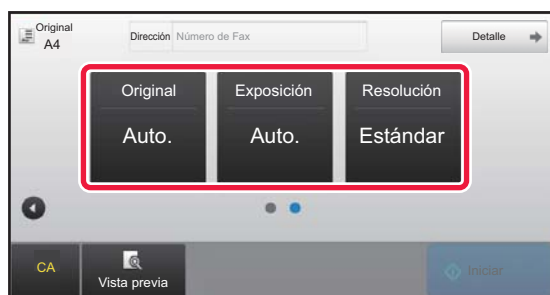 Original
A4
Dirección Número de Fax
Detalle
Original Exposición Resolución
Auto. Auto. Estándar
CA
Vista previa
Iniciar